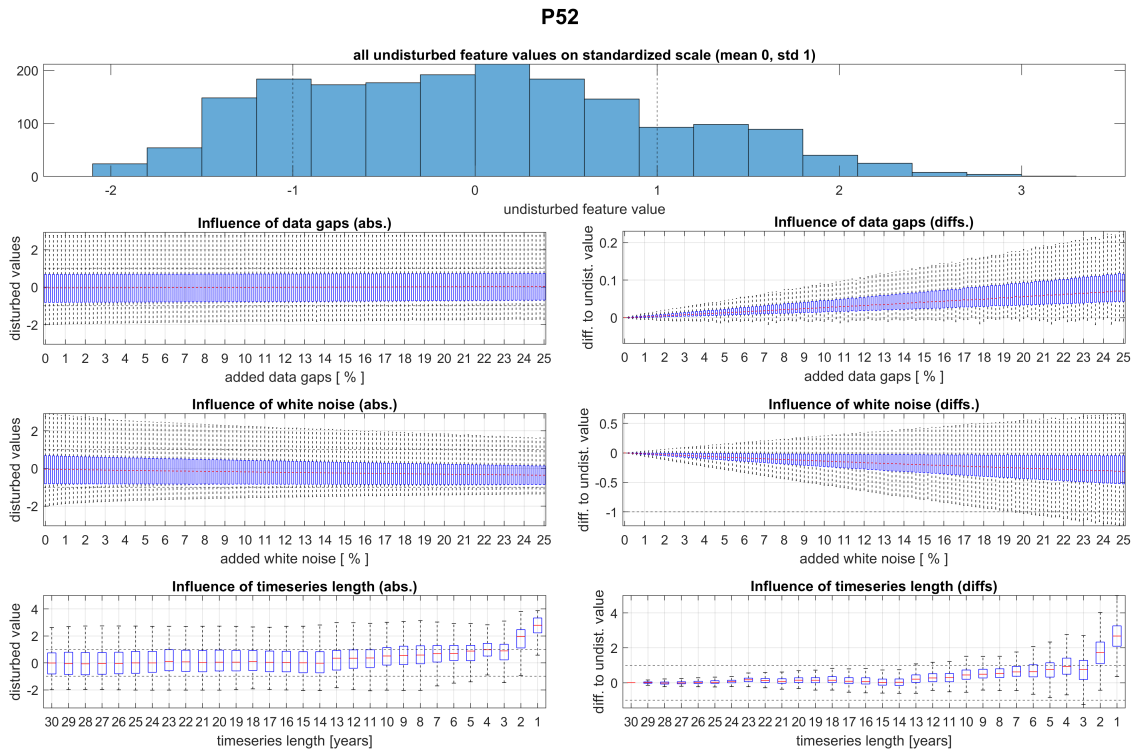 P52
all undisturbed feature values on standardized scale (mean 0, std 1)
200
100
0
-2 -1 0 1 2 3
undisturbed feature value
Influence of data gaps (abs.)
disturbed values
2
0
-2
0 1 2 3 4 5 6 7 8 9 10 11 12 13 14 15 16 17 18 19 20 21 22 23 24 25
added data gaps [ % ]
Influence of data gaps (diffs.)
diff. to undist. value
0.2
0.1
0
0 1 2 3 4 5 6 7 8 9 10 11 12 13 14 15 16 17 18 19 20 21 22 23 24 25
added data gaps [ % ]
Influence of white noise (abs.)
disturbed values
2
0
-2
0 1 2 3 4 5 6 7 8 9 10 11 12 13 14 15 16 17 18 19 20 21 22 23 24 25
added white noise [ % ]
Influence of white noise (diffs.)
diff. to undist. value
0.5
0
-0.5
-1
0 1 2 3 4 5 6 7 8 9 10 11 12 13 14 15 16 17 18 19 20 21 22 23 24 25
added white noise [ % ]
Influence of timeseries length (abs.)
disturbed value
4
2
0
-2
30 29 28 27 26 25 24 23 22 21 20 19 18 17 16 15 14 13 12 11 10 9 8 7 6 5 4 3 2 1
timeseries length [years]
Influence of timeseries length (diffs)
diff. to undist. value
4
2
0
30 29 28 27 26 25 24 23 22 21 20 19 18 17 16 15 14 13 12 11 10 9 8 7 6 5 4 3 2 1
timeseries length [years]